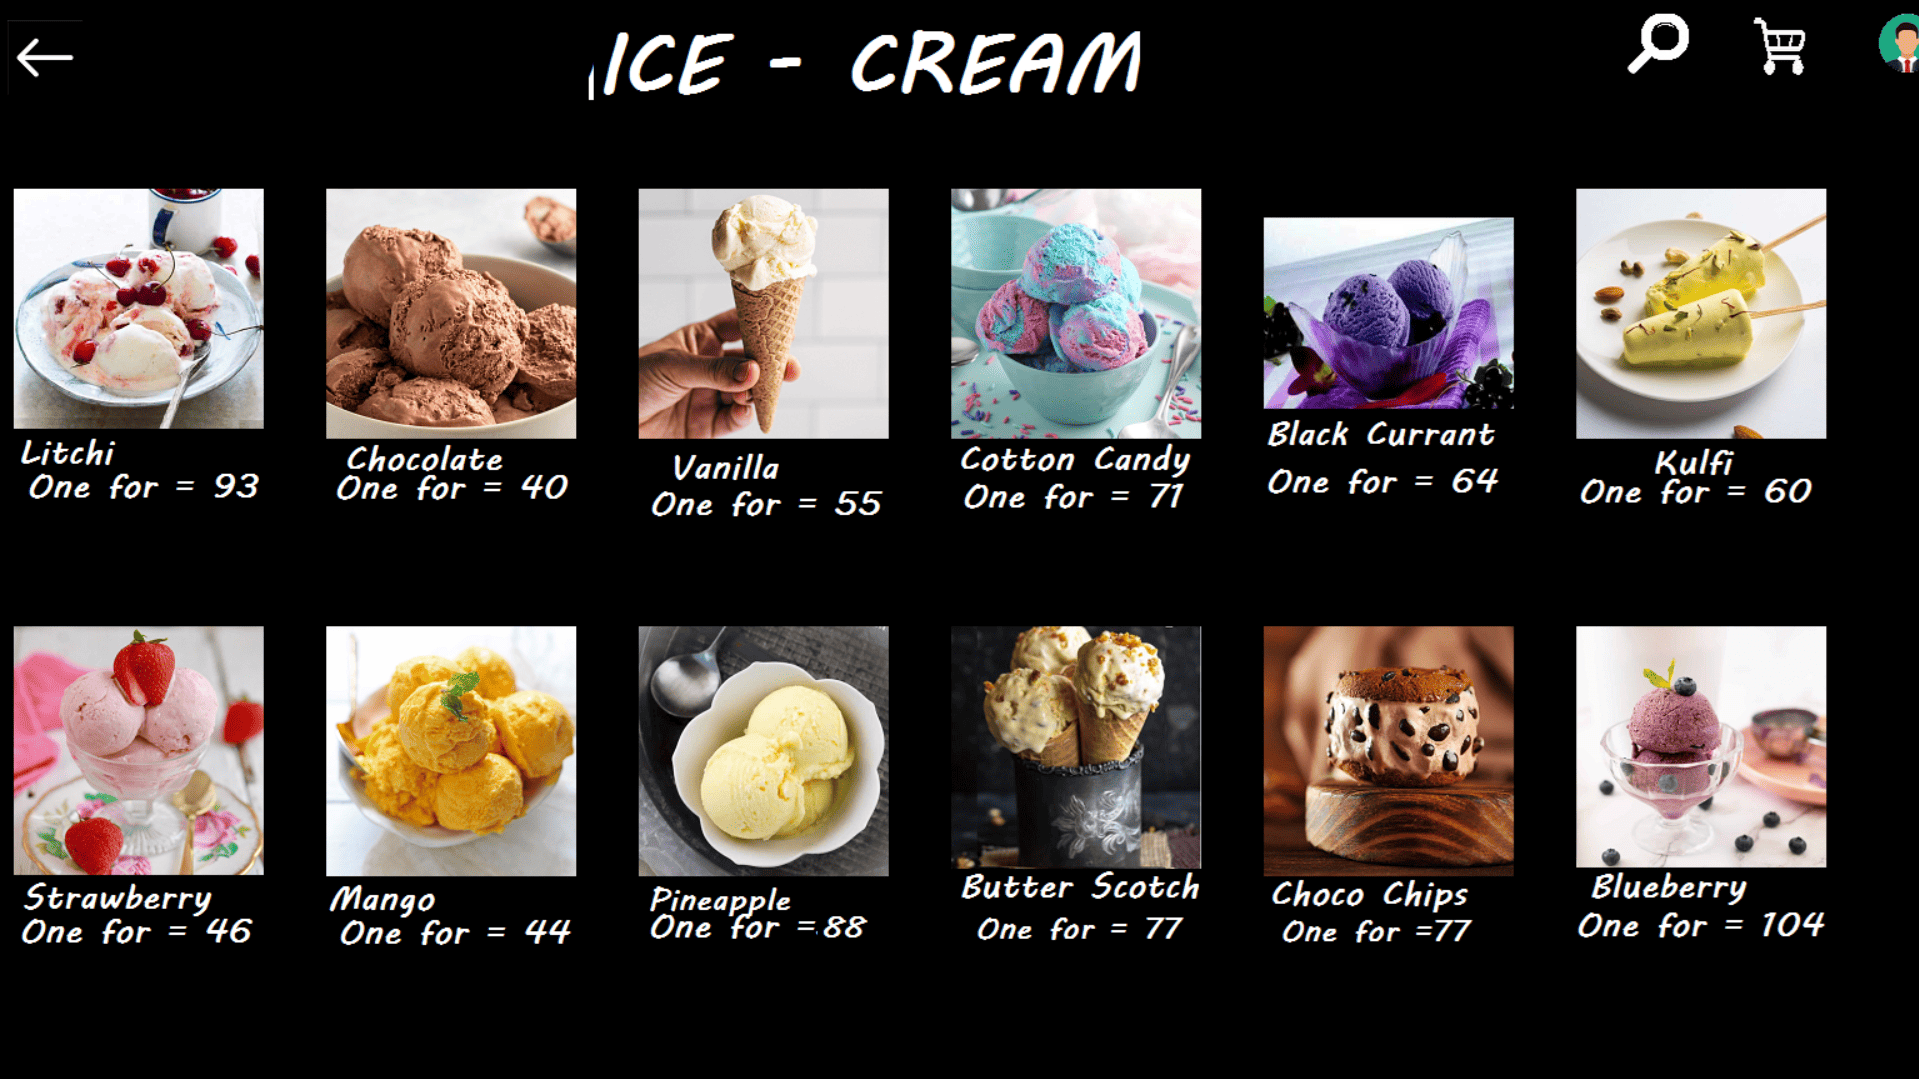 ICE - CREAM
Litchi
One for = 93
Chocolate
One for = 40
Vanilla
One for = 55
Cotton Candy
One for = 71
Black Currant
One for = 64
Kulfi
One for = 60
Strawberry
One for = 46
Mango
One for = 44
Pineapple
One for = 88
Butter Scotch
One for = 77
Choco Chips
One for =77
Blueberry
One for = 104